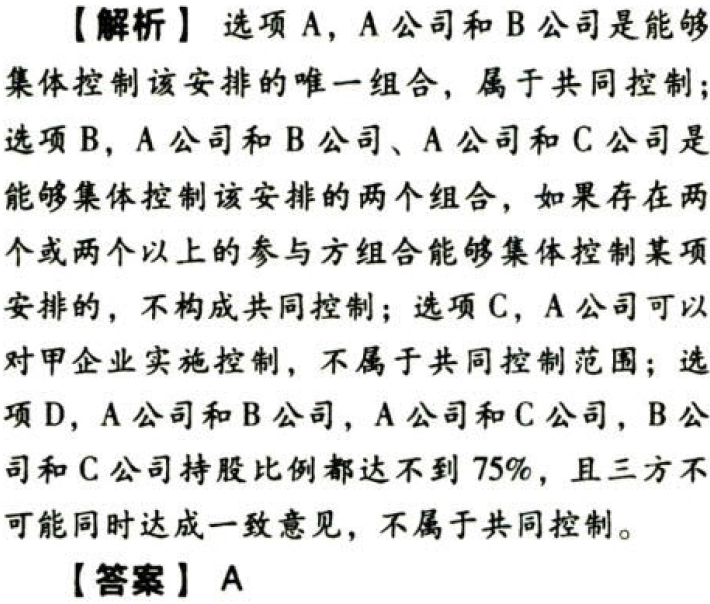 【解析】 选项 A，A 公司和 B 公司是能够
集体控制该安排的唯一组合，属于共同控制；
选项 B，A 公司和 B 公司、A 公司和 C 公司是
能够集体控制该安排的两个组合，如果存在两
个或两个以上的参与方组合能够集体控制某项
安排的，不构成共同控制；选项 C，A 公司可以
对甲企业实施控制，不属于共同控制范围；选
项 D，A 公司和 B 公司，A 公司和 C 公司，B 公
司和 C 公司持股比例都达不到 75%，且三方不
可能同时达成一致意见，不属于共同控制。
【答案】 A